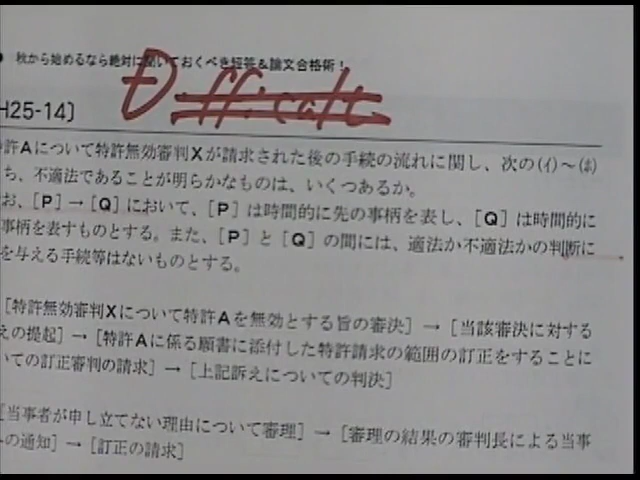 秋から始めるなら絶対に聞いておくべき短答&論文合格術！
Difficult
H25-14]
許Aについて特許無効審判Xが請求された後の手続の流れに関し、次の(イ)~(ホ)
ち、不適法であることが明らかなものは、いくつあるか。
お、[P]→[Q]において、[P]は時間的に先の事柄を表し、[Q]は時間的に
事柄を表すものとする。また、[P]と[Q]の間には、適法か不適法かの判断に
を与える手続等はないものとする。
[特許無効審判Xについて特許Aを無効とする旨の審決]→[当該審決に対する
えの提起]→[特許Aに係る願書に添付した特許請求の範囲の訂正をすることに
いての訂正審判の請求]→[上記訴えについての判決]
[当事者が申し立てない理由について審理]→[審理の結果の審判長による当事
への通知]→[訂正の請求]